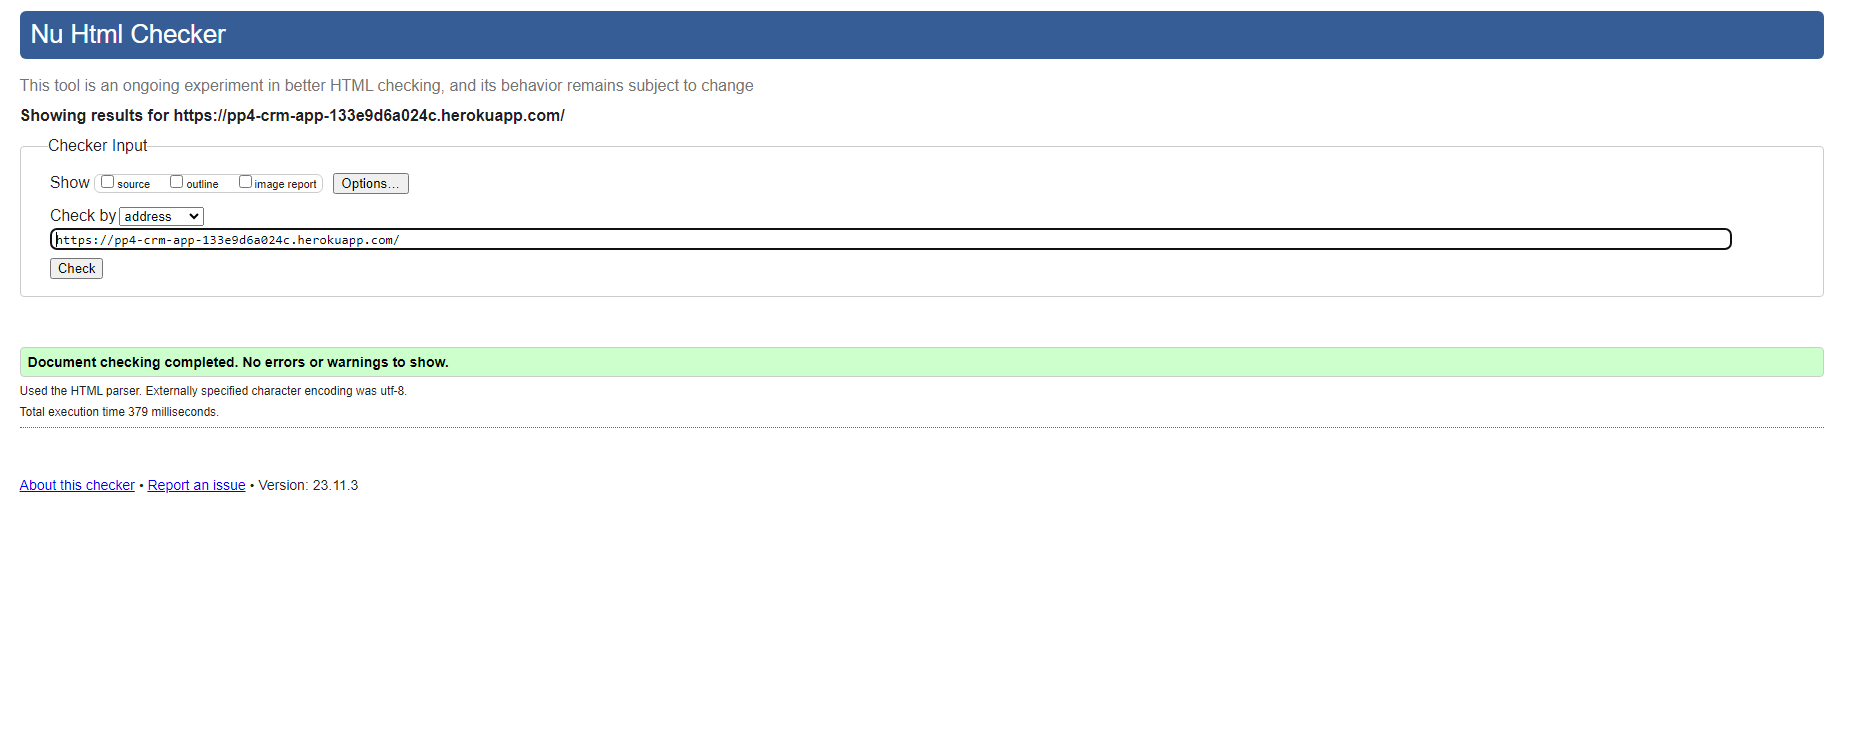 Nu Html Checker
This tool is an ongoing experiment in better HTML checking, and its behavior remains subject to change
Showing results for https://pp4-crm-app-133e9d6a024c.herokuapp.com/
Checker Input
Show source outline image report Options...
Check by address
https://pp4-crm-app-133e9d6a024c.herokuapp.com/
Check
Document checking completed. No errors or warnings to show.
Used the HTML parser. Externally specified character encoding was utf-8.
Total execution time 379 milliseconds.
About this checker • Report an issue • Version: 23.11.3